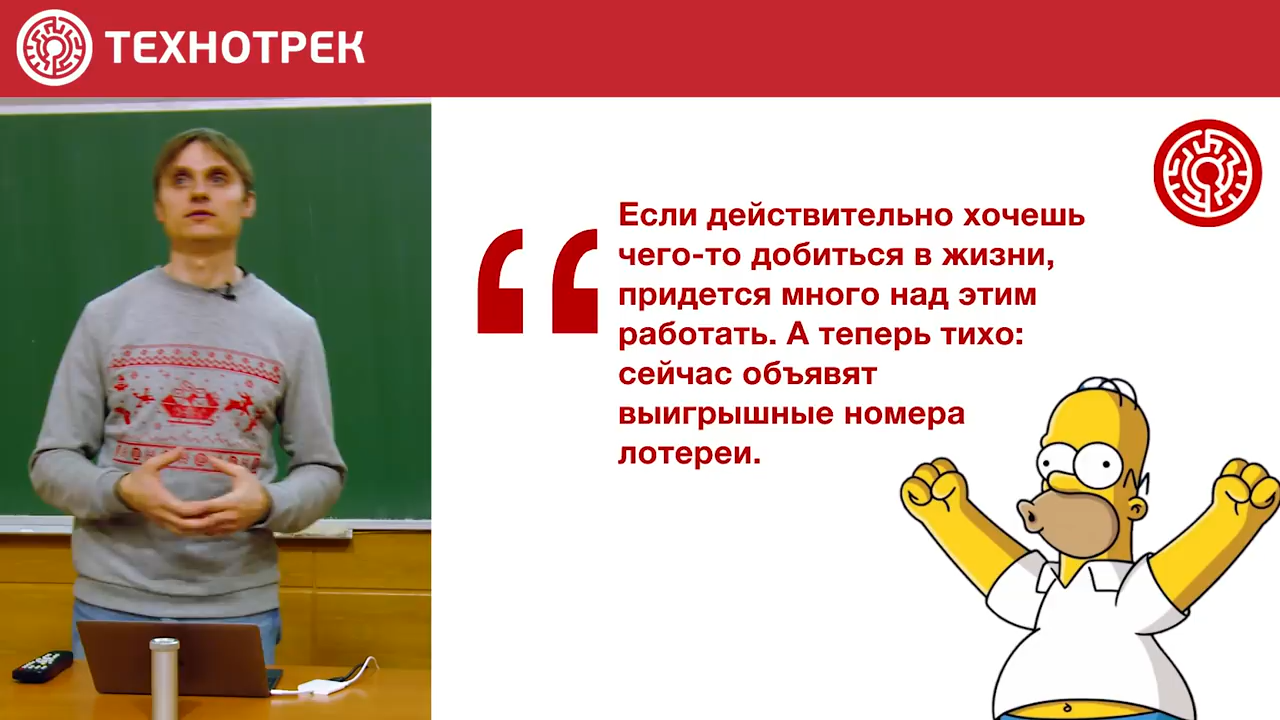 ТЕХНОТРЕК
Если действительно хочешь
чего-то добиться в жизни,
придется много над этим
работать. А теперь тихо:
сейчас объявят
выигрышные номера
лотереи.